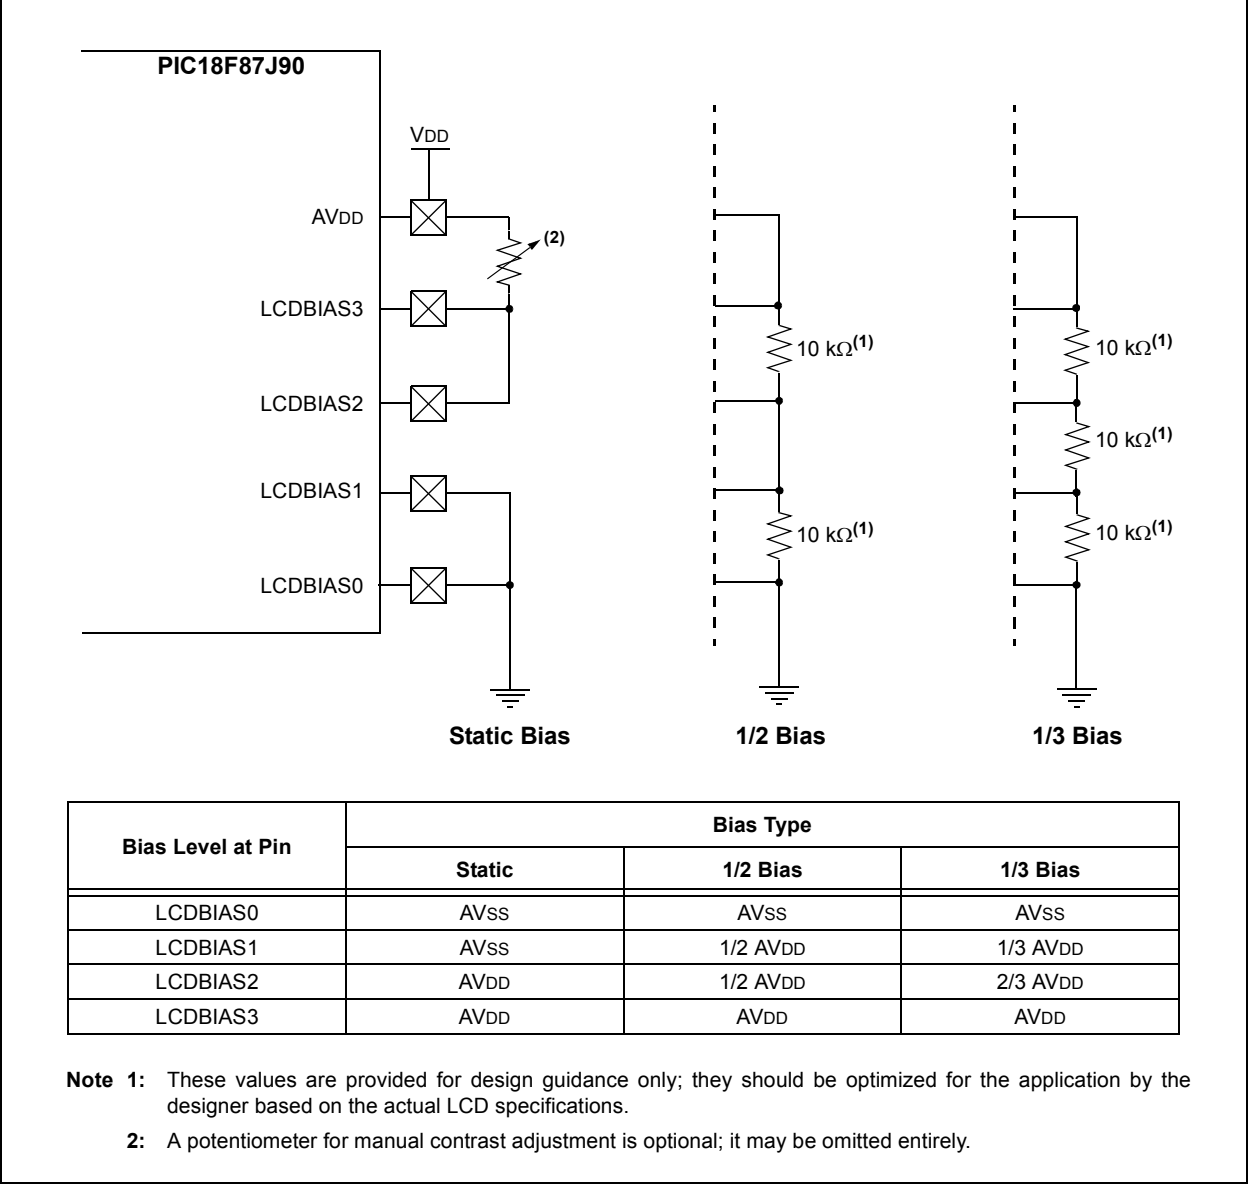 PIC18F87J90
VDD
AVDD
(2)
LCDBIAS3
10 kΩ(1)
10 kΩ(1)
LCDBIAS2
10 kΩ(1)
LCDBIAS1
10 kΩ(1)
10 kΩ(1)
LCDBIAS0
Static Bias
1/2 Bias
1/3 Bias
Bias Level at Pin
Bias Type
Static
1/2 Bias
1/3 Bias
LCDBIAS0 AVSS AVSS AVSS
LCDBIAS1 AVSS 1/2 AVDD 1/3 AVDD
LCDBIAS2 AVDD 1/2 AVDD 2/3 AVDD
LCDBIAS3 AVDD AVDD AVDD
Note 1: These values are provided for design guidance only; they should be optimized for the application by the
designer based on the actual LCD specifications.
2: A potentiometer for manual contrast adjustment is optional; it may be omitted entirely.